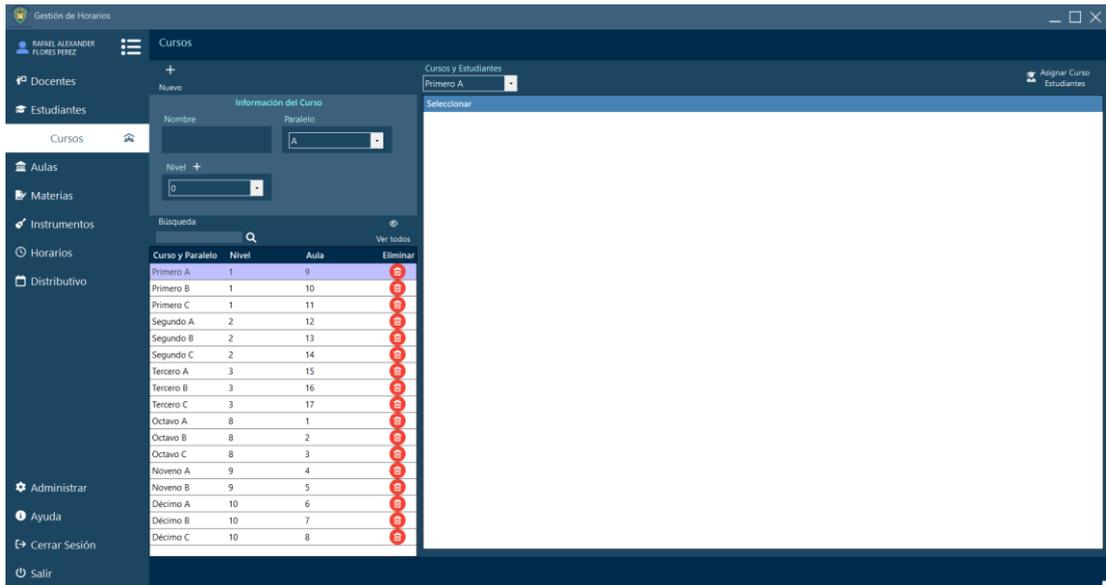 Gestión de Horarios
RAFAEL ALEXANDER
FLORES PEREZ
Docentes
Estudiantes
Cursos
Aulas
Materias
Instrumentos
Horarios
Distributivo
Administrar
Ayuda
Cerrar Sesión
Salir
Cursos
Nuevo
Información del Curso
Nombre Paralelo
A
Nivel +
0
Búsqueda
Ver todos
Curso y Paralelo Nivel Aula Eliminar
Primero A 1 9
Primero B 1 10
Primero C 1 11
Segundo A 2 12
Segundo B 2 13
Segundo C 2 14
Tercero A 3 15
Tercero B 3 16
Tercero C 3 17
Octavo A 8 1
Octavo B 8 2
Octavo C 8 3
Noveno A 9 4
Noveno B 9 5
Décimo A 10 6
Décimo B 10 7
Décimo C 10 8
Cursos y Estudiantes
Primero A
Asignar Curso
Estudiantes
Seleccionar